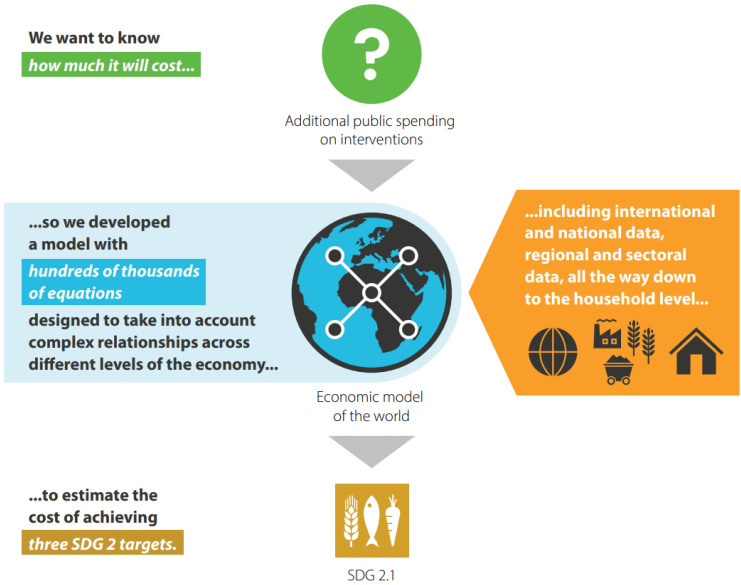 We want to know
how much it will cost...
?
Additional public spending
on interventions
...so we developed
a model with
hundreds of thousands
of equations
designed to take into account
complex relationships across
different levels of the economy...
Economic model
of the world
...including international
and national data,
regional and sectoral
data, all the way down
to the household level...
...to estimate the
cost of achieving
three SDG 2 targets.
SDG 2.1